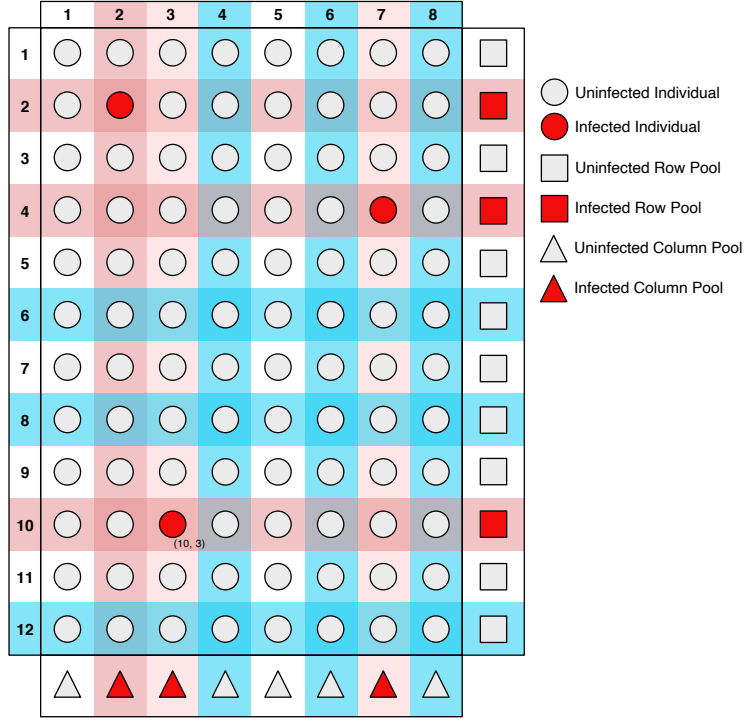 1 2 3 4 5 6 7 8
1
2
Uninfected Individual
Infected Individual
3
Uninfected Row Pool
4
Infected Row Pool
5
Uninfected Column Pool
Infected Column Pool
6
7
8
9
10
(10, 3)
11
12